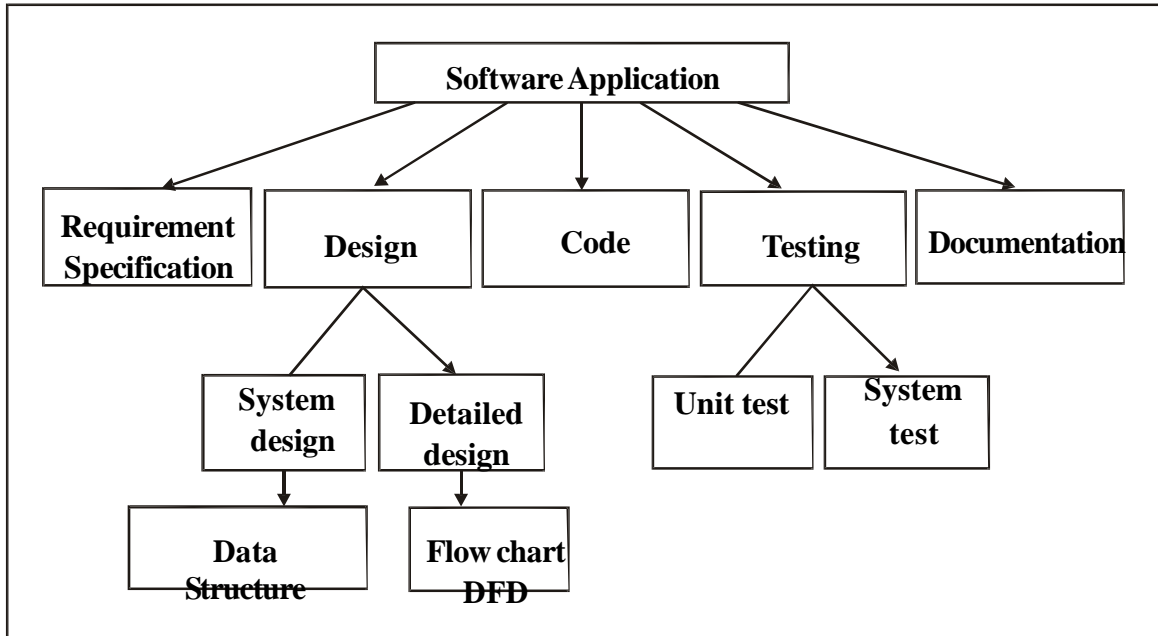 Software Application
Requirement
Specification
Design
Code
Testing
Documentation
System
design
Detailed
design
Unit test
System
test
Data
Structure
Flow chart
DFD